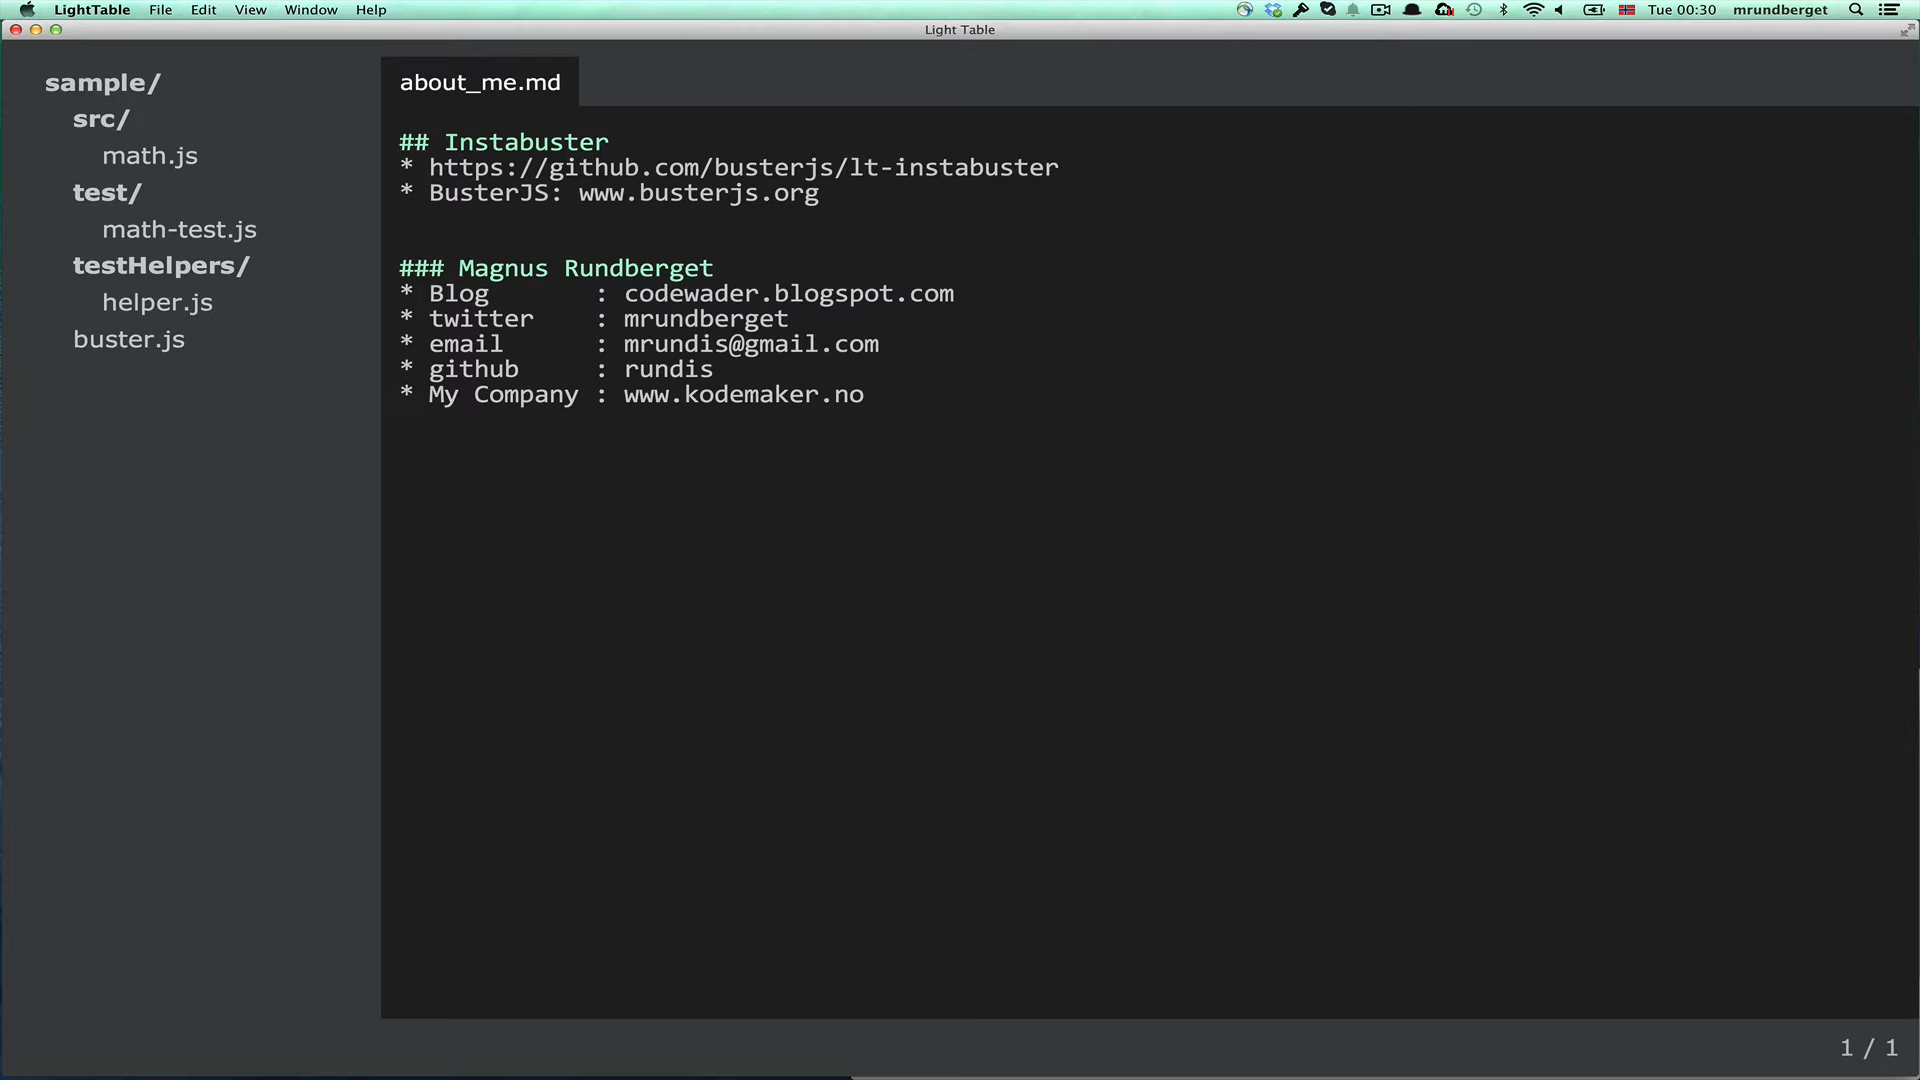 LightTable File Edit View Window Help Tue 00:30 mrundberget
Light Table
sample/
src/
math.js
test/
math-test.js
testHelpers/
helper.js
buster.js
about_me.md
## Instabuster
* https://github.com/busterjs/lt-instabuster
* BusterJS: www.busterjs.org
### Magnus Rundberget
* Blog : codewader.blogspot.com
* twitter : mrundberget
* email : mrundis@gmail.com
* github : rundis
* My Company : www.kodemaker.no
1 / 1